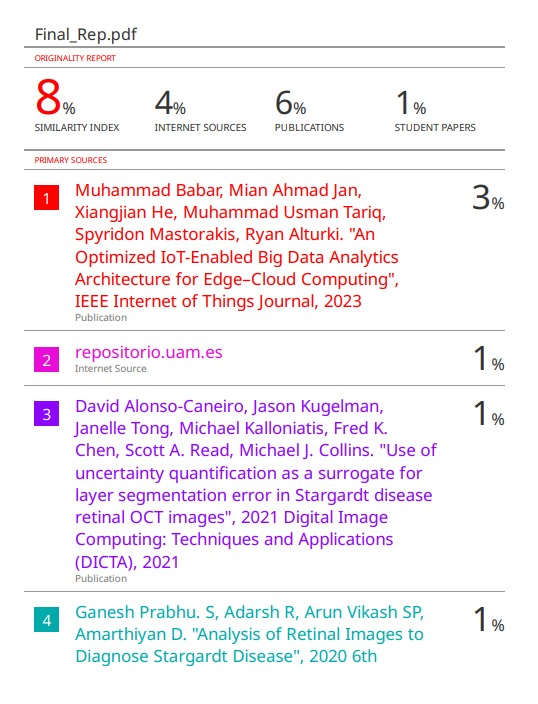 Final_Rep.pdf
ORIGINALITY REPORT
8% 4% 6% 1%
SIMILARITY INDEX INTERNET SOURCES PUBLICATIONS STUDENT PAPERS
PRIMARY SOURCES
1 Muhammad Babar, Mian Ahmad Jan, 3%
Xiangjian He, Muhammad Usman Tariq,
Spyridon Mastorakis, Ryan Alturki. "An
Optimized IoT-Enabled Big Data Analytics
Architecture for Edge–Cloud Computing",
IEEE Internet of Things Journal, 2023
Publication
2 repositorio.uam.es 1%
Internet Source
3 David Alonso-Caneiro, Jason Kugelman, 1%
Janelle Tong, Michael Kalloniatis, Fred K.
Chen, Scott A. Read, Michael J. Collins. "Use of
uncertainty quantification as a surrogate for
layer segmentation error in Stargardt disease
retinal OCT images", 2021 Digital Image
Computing: Techniques and Applications
(DICTA), 2021
Publication
4 Ganesh Prabhu. S, Adarsh R, Arun Vikash SP, 1%
Amarthiyan D. "Analysis of Retinal Images to
Diagnose Stargardt Disease", 2020 6th